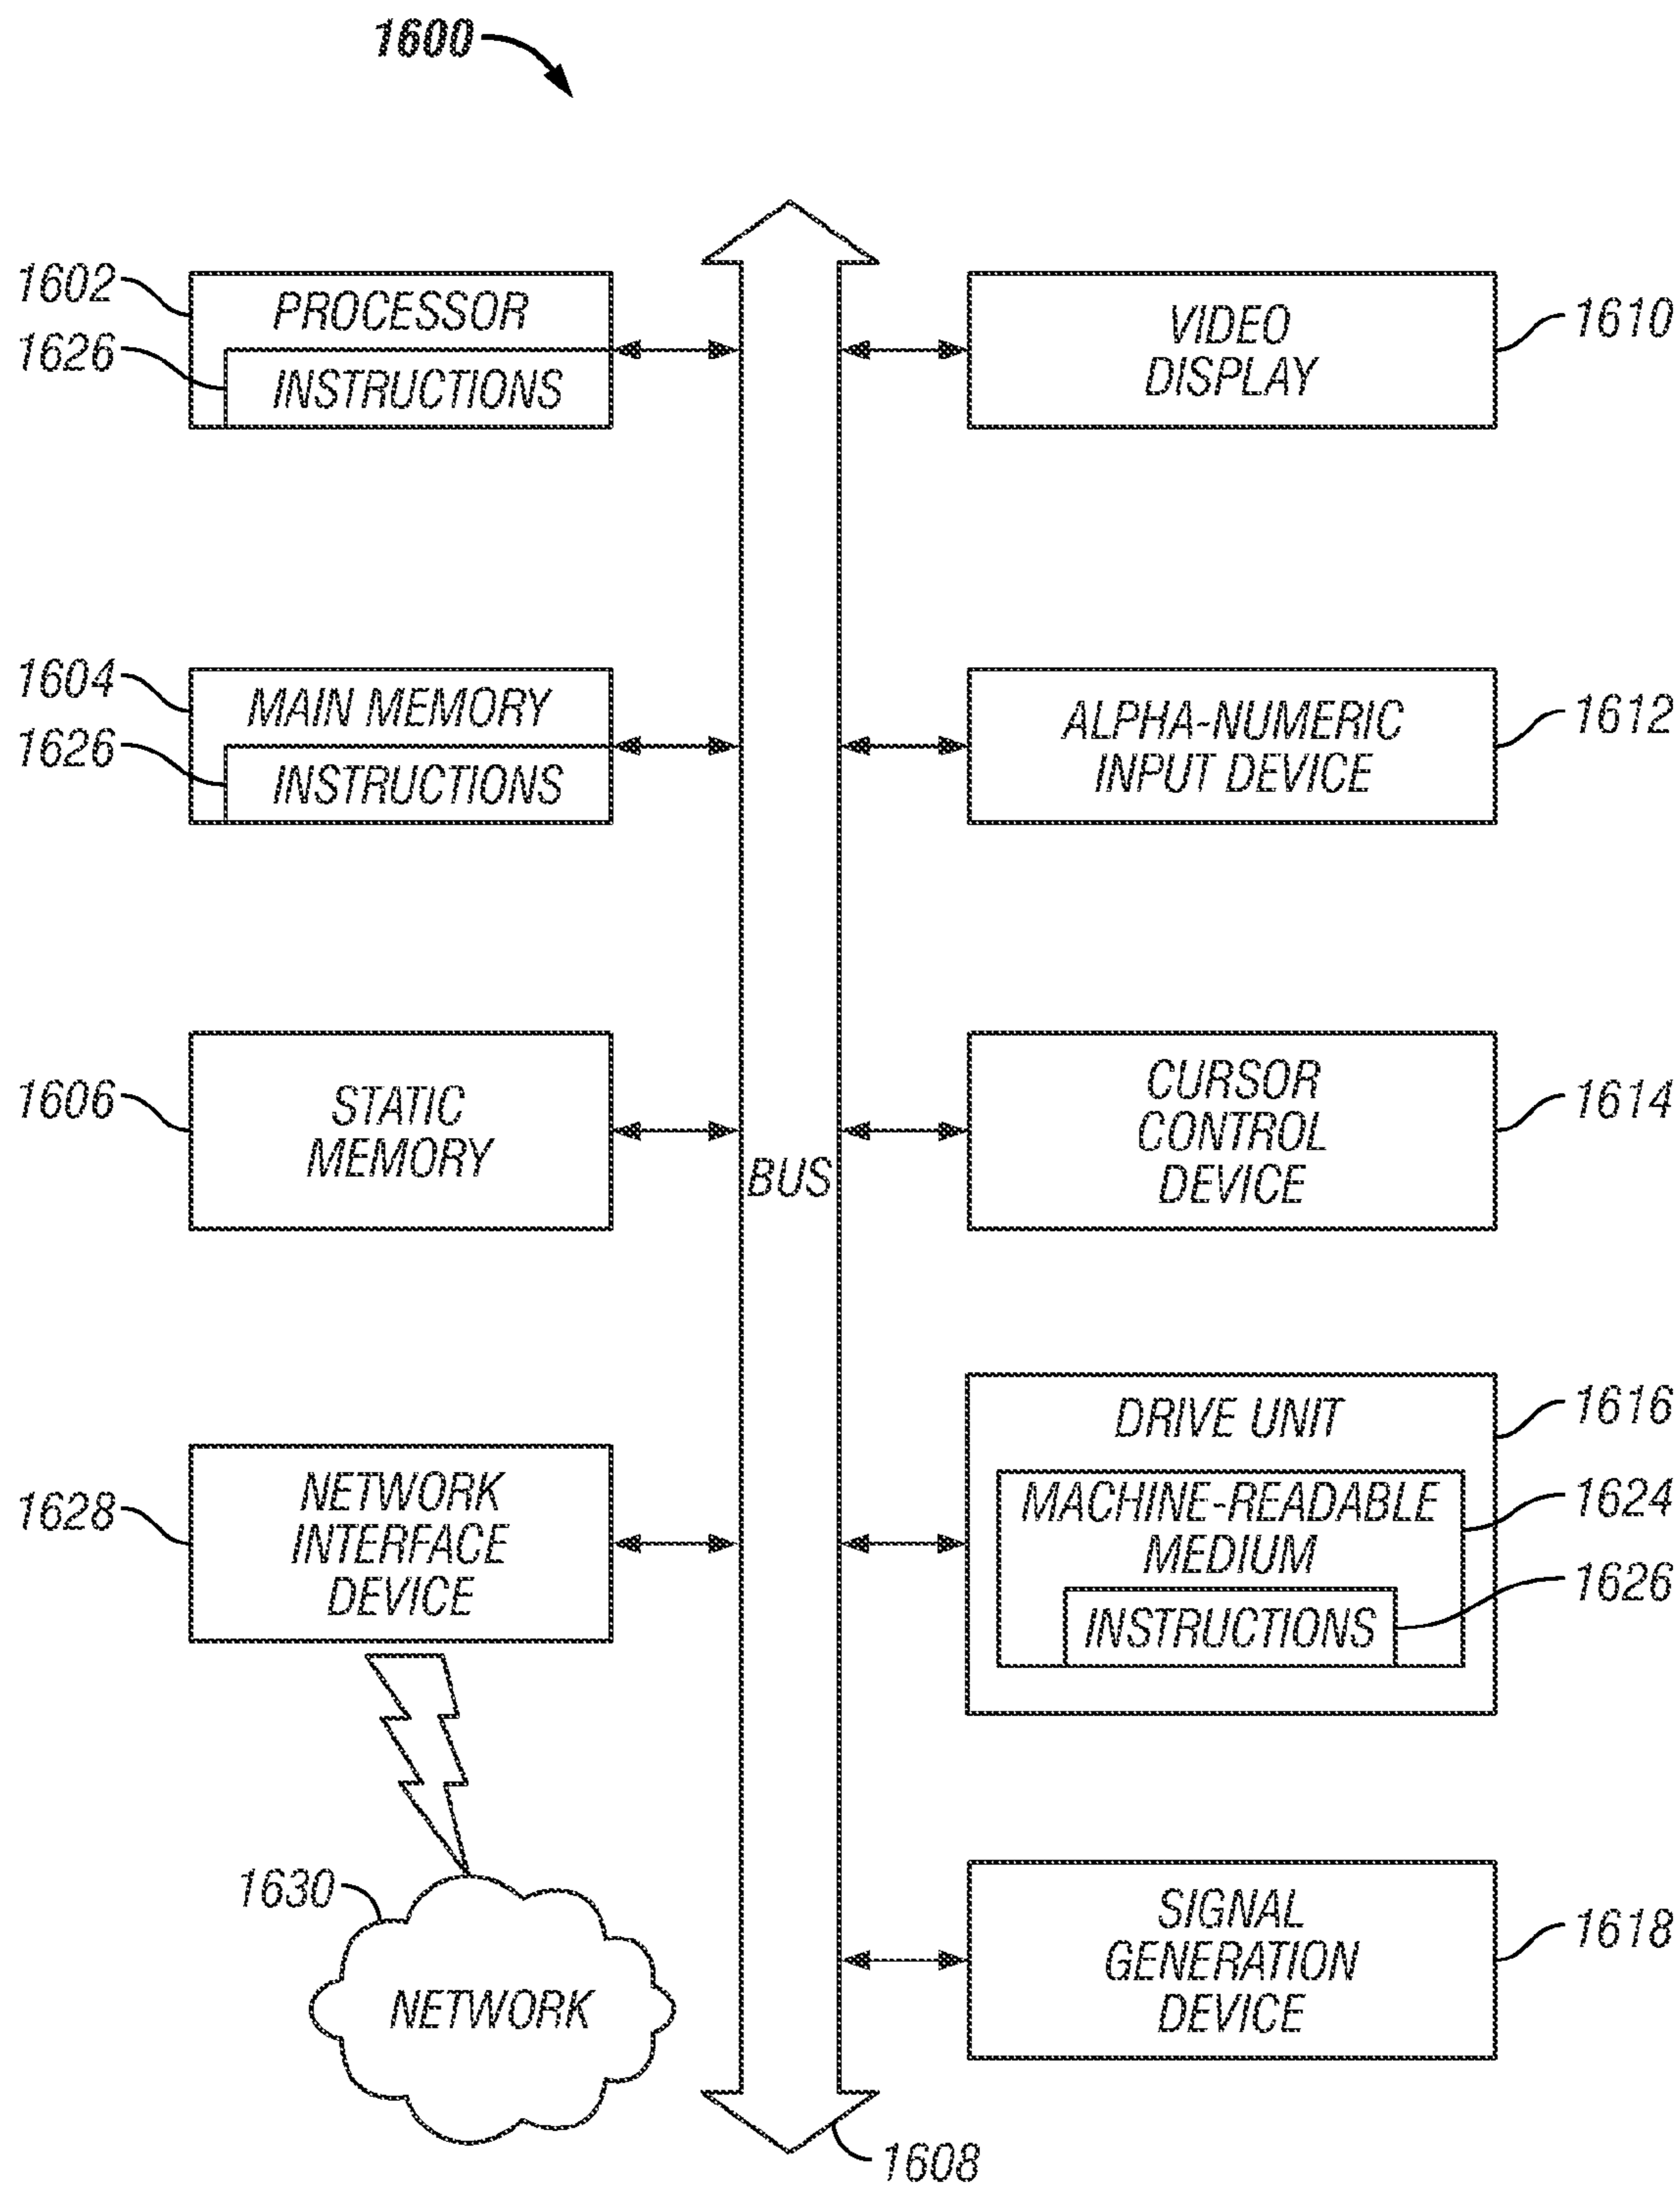 1600
1602
PROCESSOR
1626
INSTRUCTIONS
VIDEO
DISPLAY
1610
1604
MAIN MEMORY
1626
INSTRUCTIONS
ALPHA-NUMERIC
INPUT DEVICE
1612
1606
STATIC
MEMORY
BUS
CURSOR
CONTROL
DEVICE
1614
1628
NETWORK
INTERFACE
DEVICE
DRIVE UNIT
1616
MACHINE-READABLE
MEDIUM
1624
INSTRUCTIONS
1626
1630
NETWORK
SIGNAL
GENERATION
DEVICE
1618
1608